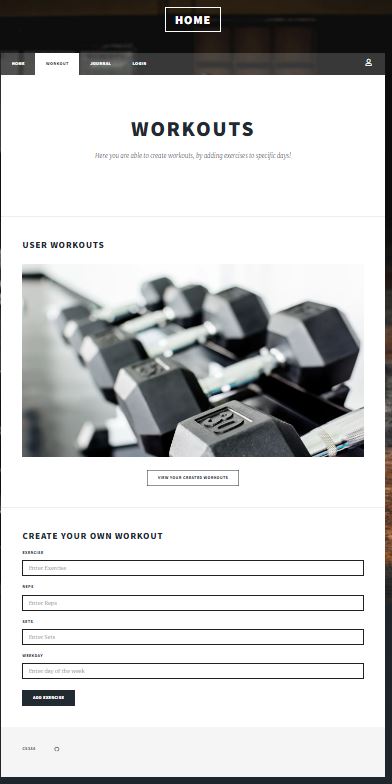 HOME
HOME WORKOUT JOURNAL LOGIN
WORKOUTS
Here you are able to create workouts, by adding exercises to specific days!
USER WORKOUTS
VIEW YOUR CREATED WORKOUTS
CREATE YOUR OWN WORKOUT
EXERCISE
Enter Exercise
REPS
Enter Reps
SETS
Enter Sets
WEEKDAY
Enter day of the week
ADD EXERCISE